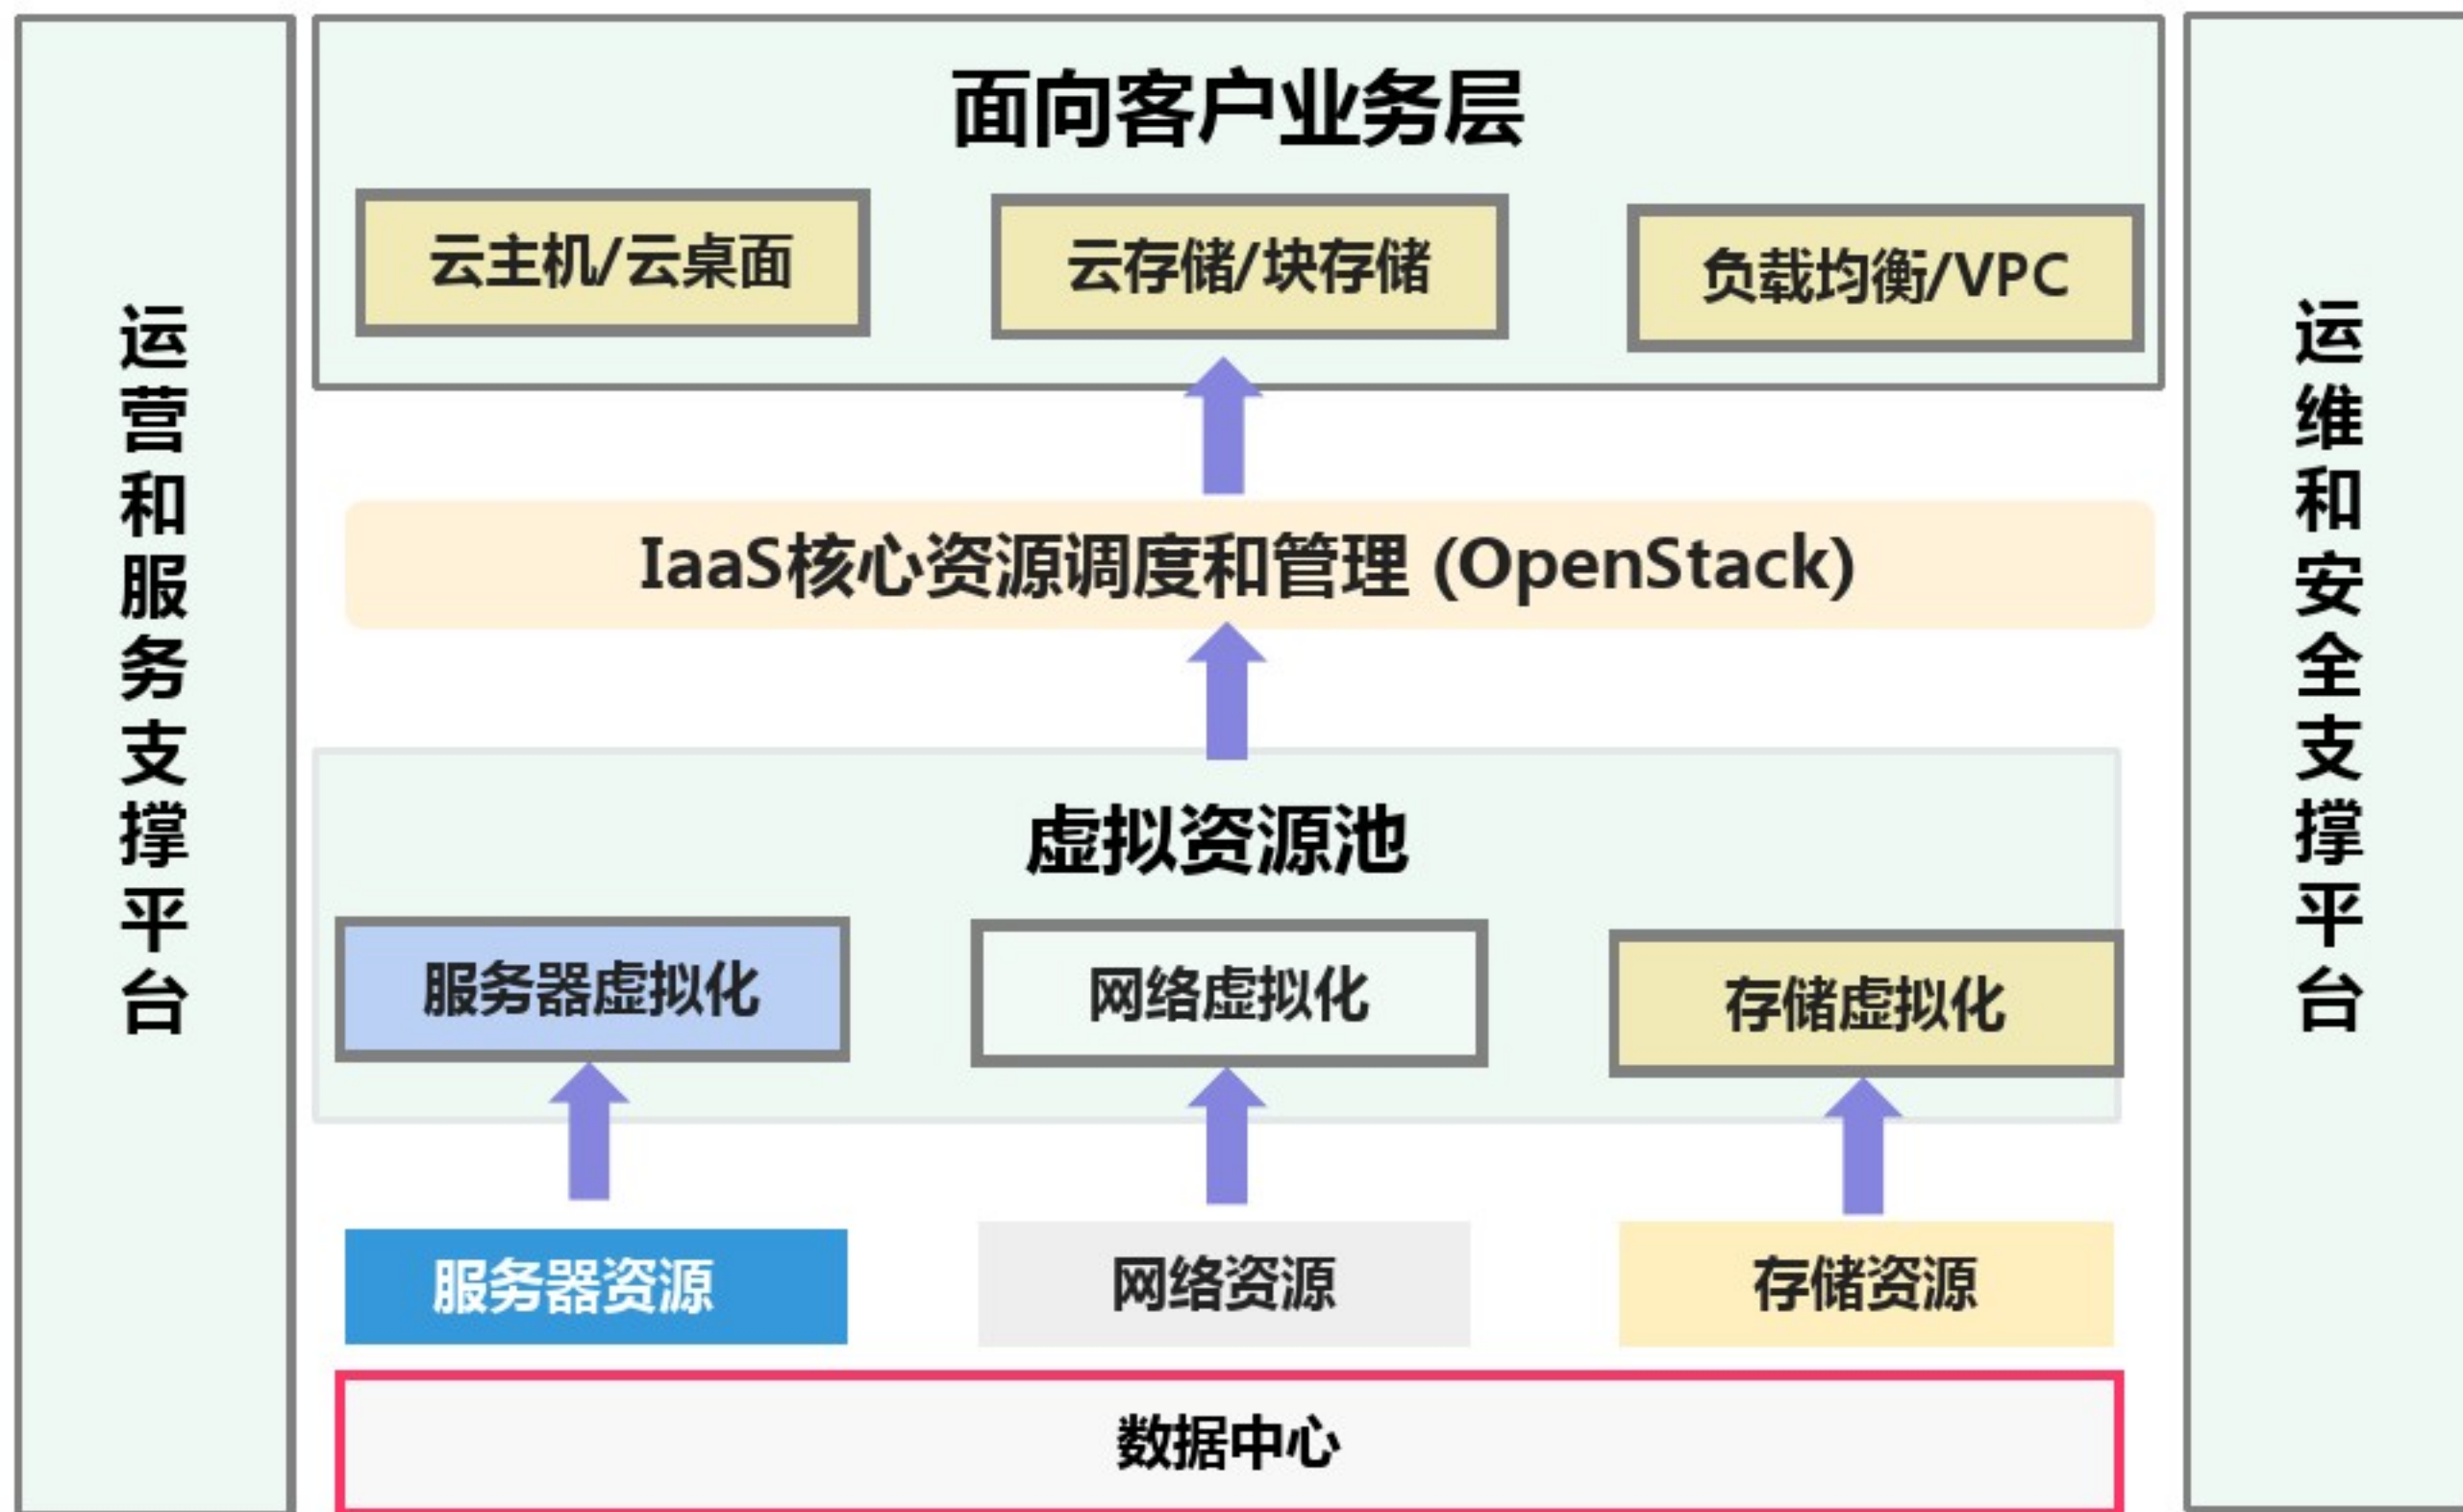 运营和服务支撑平台
面向客户业务层
云主机/云桌面
云存储/块存储
负载均衡/VPC
IaaS核心资源调度和管理 (OpenStack)
虚拟资源池
服务器虚拟化
网络虚拟化
存储虚拟化
服务器资源
网络资源
存储资源
数据中心
运维和安全支撑平台